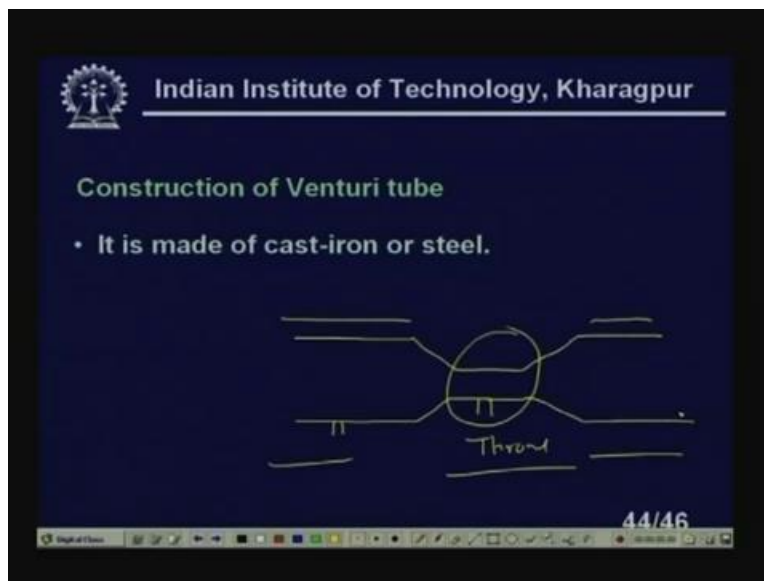 Indian Institute of Technology, Kharagpur
Construction of Venturi tube
• It is made of cast-iron or steel.
Throat
44/46